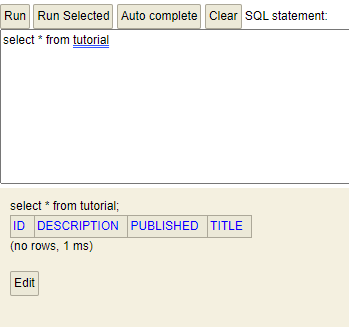 Run Run Selected Auto complete Clear SQL statement:
select * from tutorial
select * from tutorial;
ID DESCRIPTION PUBLISHED TITLE
(no rows, 1 ms)
Edit